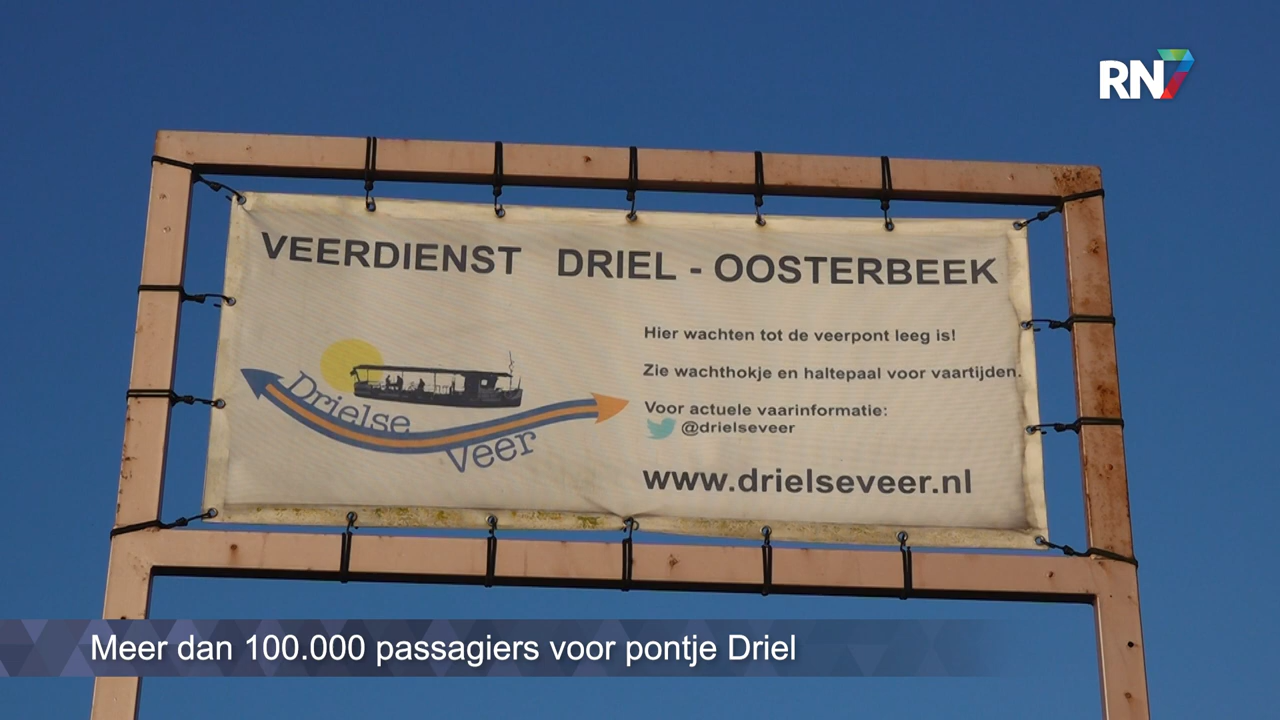 RN7
VEERDIENST DRIEL - OOSTERBEEK
Hier wachten tot de veerpont leeg is!
Zie wachthokje en haltepaal voor vaartijden.
Voor actuele vaarinformatie:
@drielseveer
www.drielseveer.nl
Drielse
Veer
Meer dan 100.000 passagiers voor pontje Driel